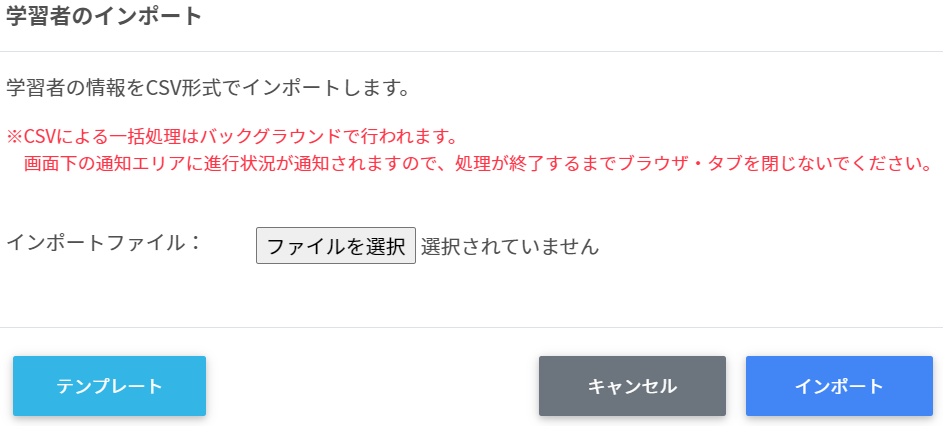 学習者のインポート
学習者の情報をCSV形式でインポートします。
※CSVによる一括処理はバックグラウンドで行われます。
画面下の通知エリアに進行状況が通知されますので、処理が終了するまでブラウザ・タブを閉じないでください。
インポートファイル： ファイルを選択 選択されていません
テンプレート キャンセル インポート